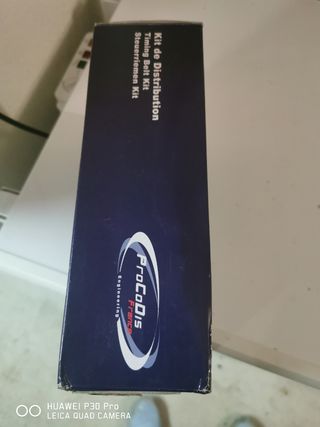 Kit de Distribution
Timing Belt Kit
Steuerriemen Kit
PROCODIS
France
Engineering
HUAWEI P30 Pro
LEICA QUAD CAMERA